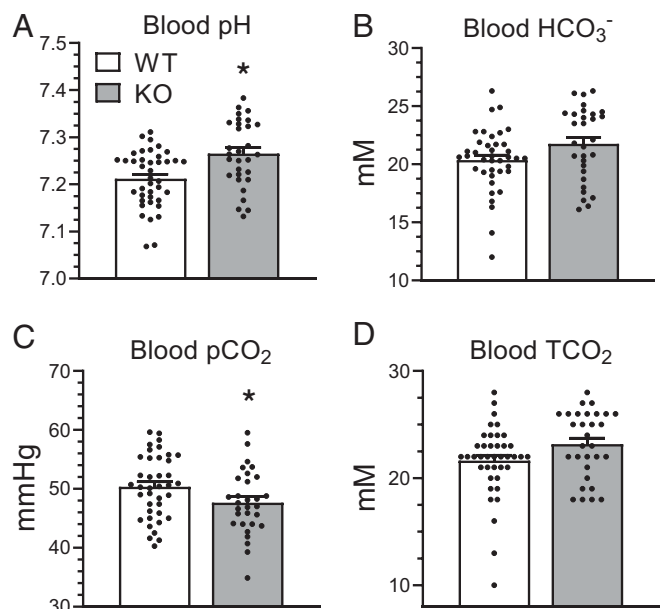 A
Blood pH
7.5
7.4
7.3
7.2
7.1
7.0
WT
KO
*
B
Blood HCO₃⁻
mM
30
25
20
15
10
C
Blood pCO₂
mmHg
70
60
50
40
30
*
D
Blood TCO₂
mM
30
20
10